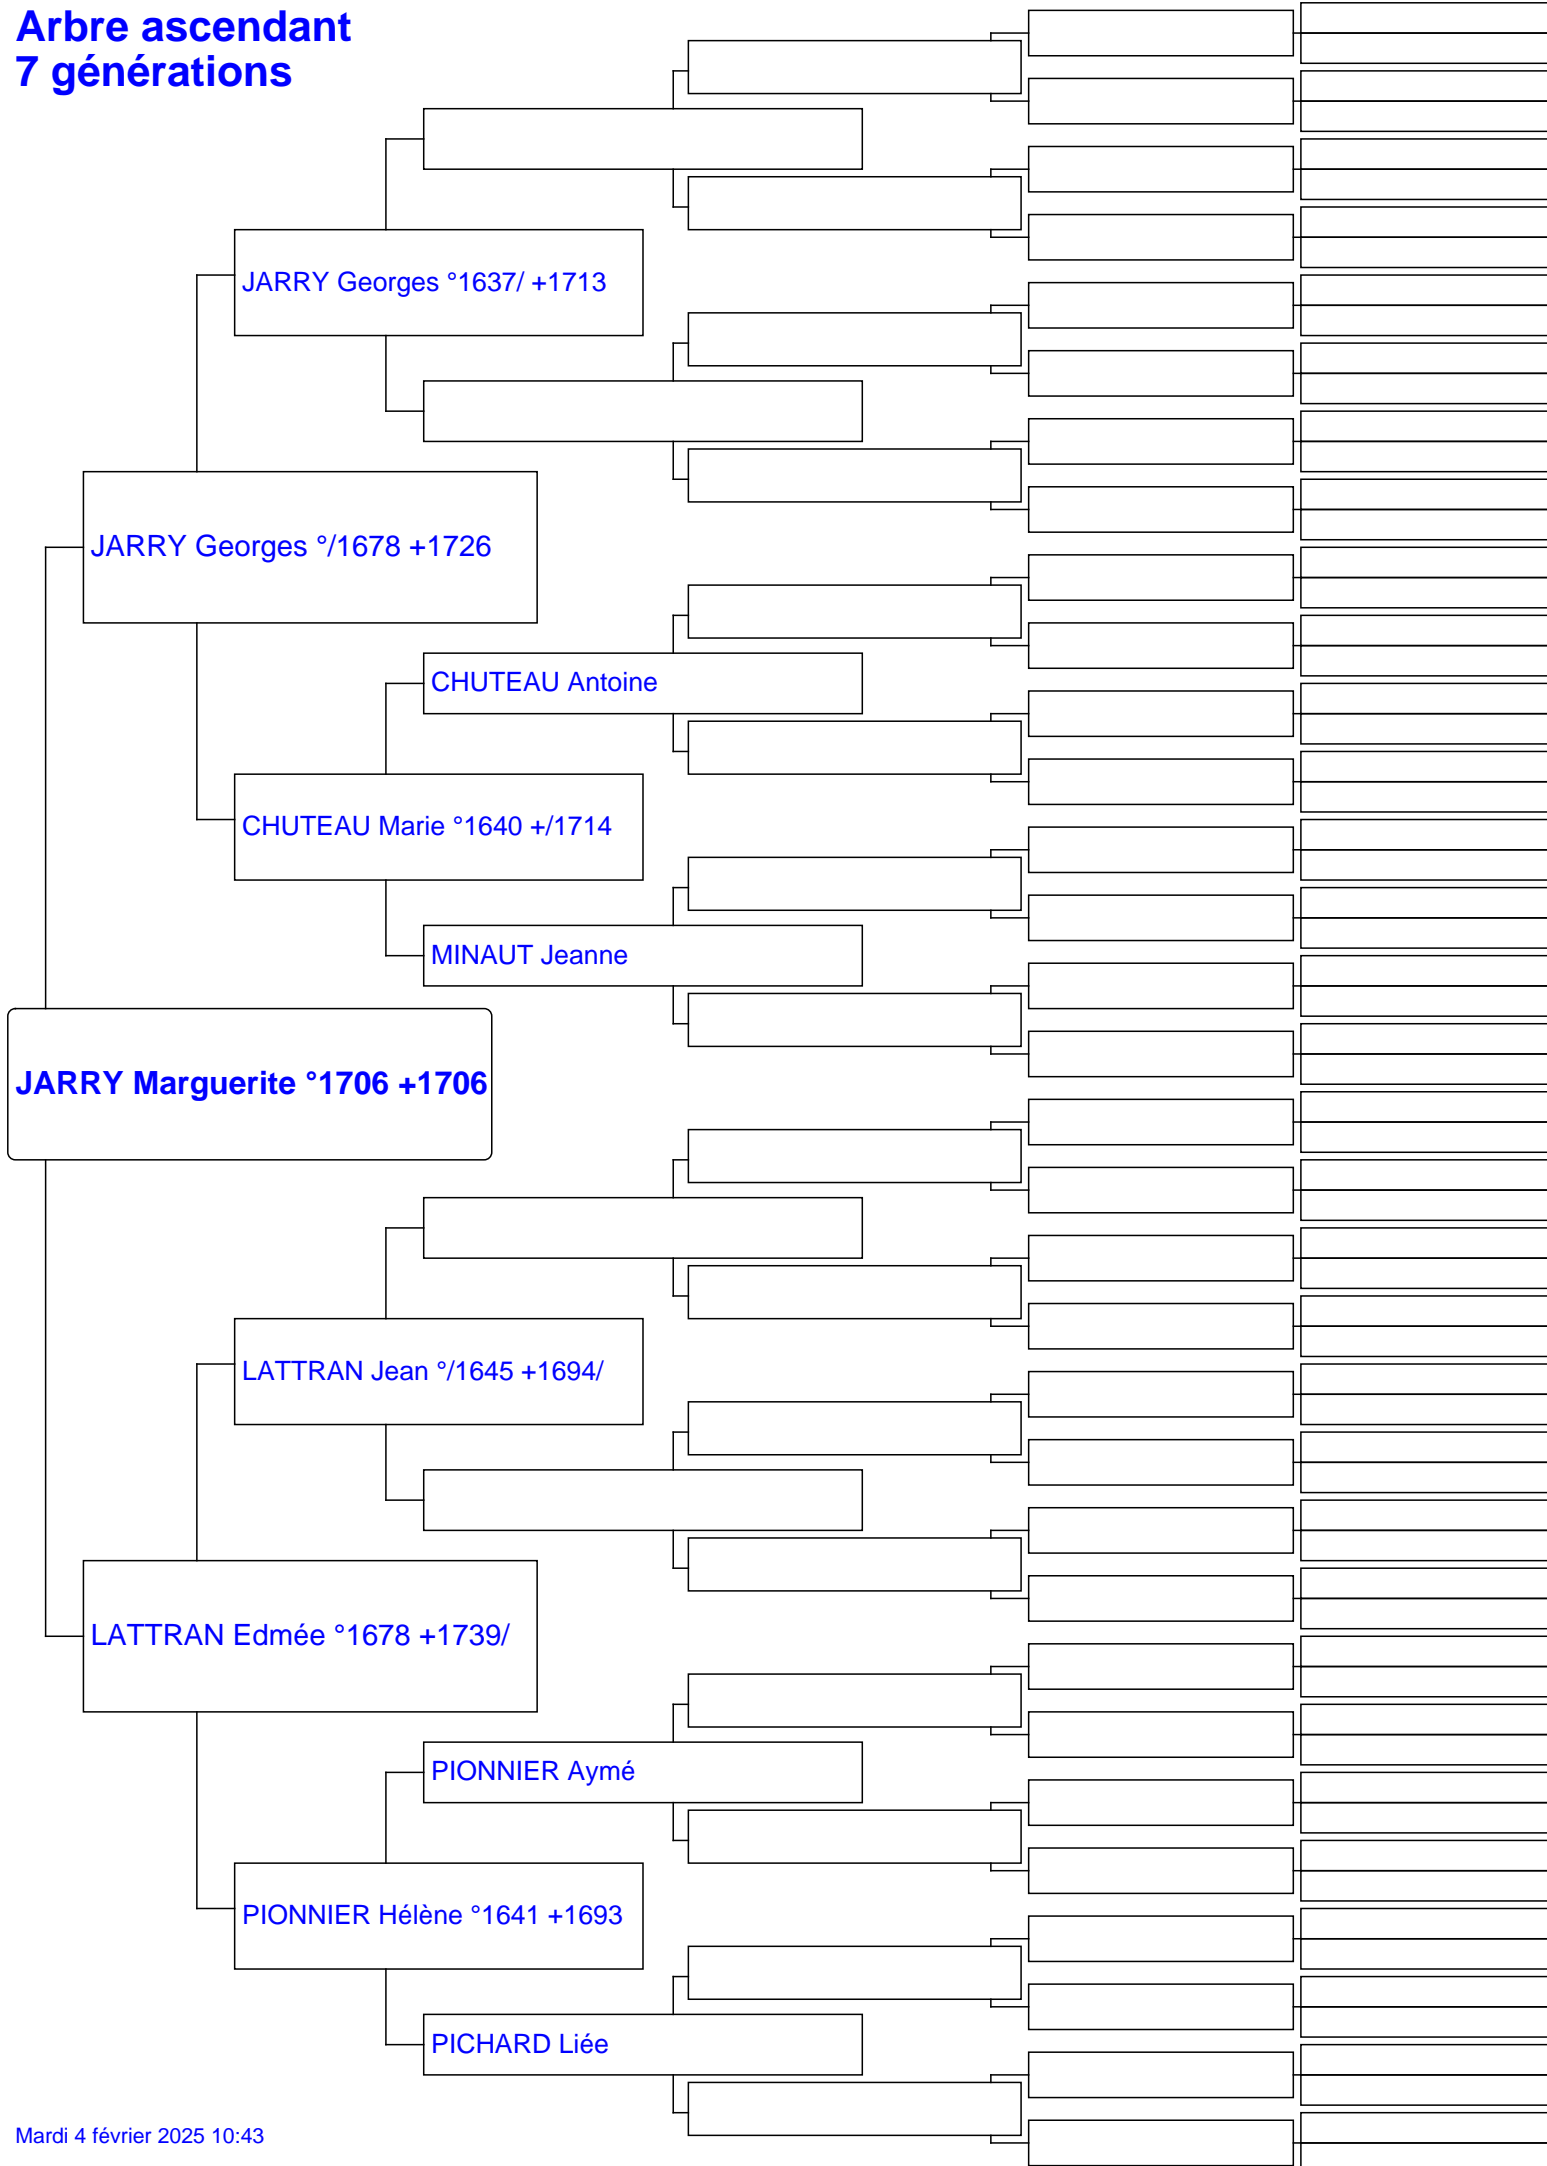 Arbre ascendant
7 générations
JARRY Georges °1637/ +1713
JARRY Georges °/1678 +1726
CHUTEAU Antoine
CHUTEAU Marie °1640 +/1714
MINAUT Jeanne
JARRY Marguerite °1706 +1706
LATTRAN Jean °/1645 +1694/
LATTRAN Edmée °1678 +1739/
PIONNIER Aymé
PIONNIER Hélène °1641 +1693
PICHARD Liée
Mardi 4 février 2025 10:43